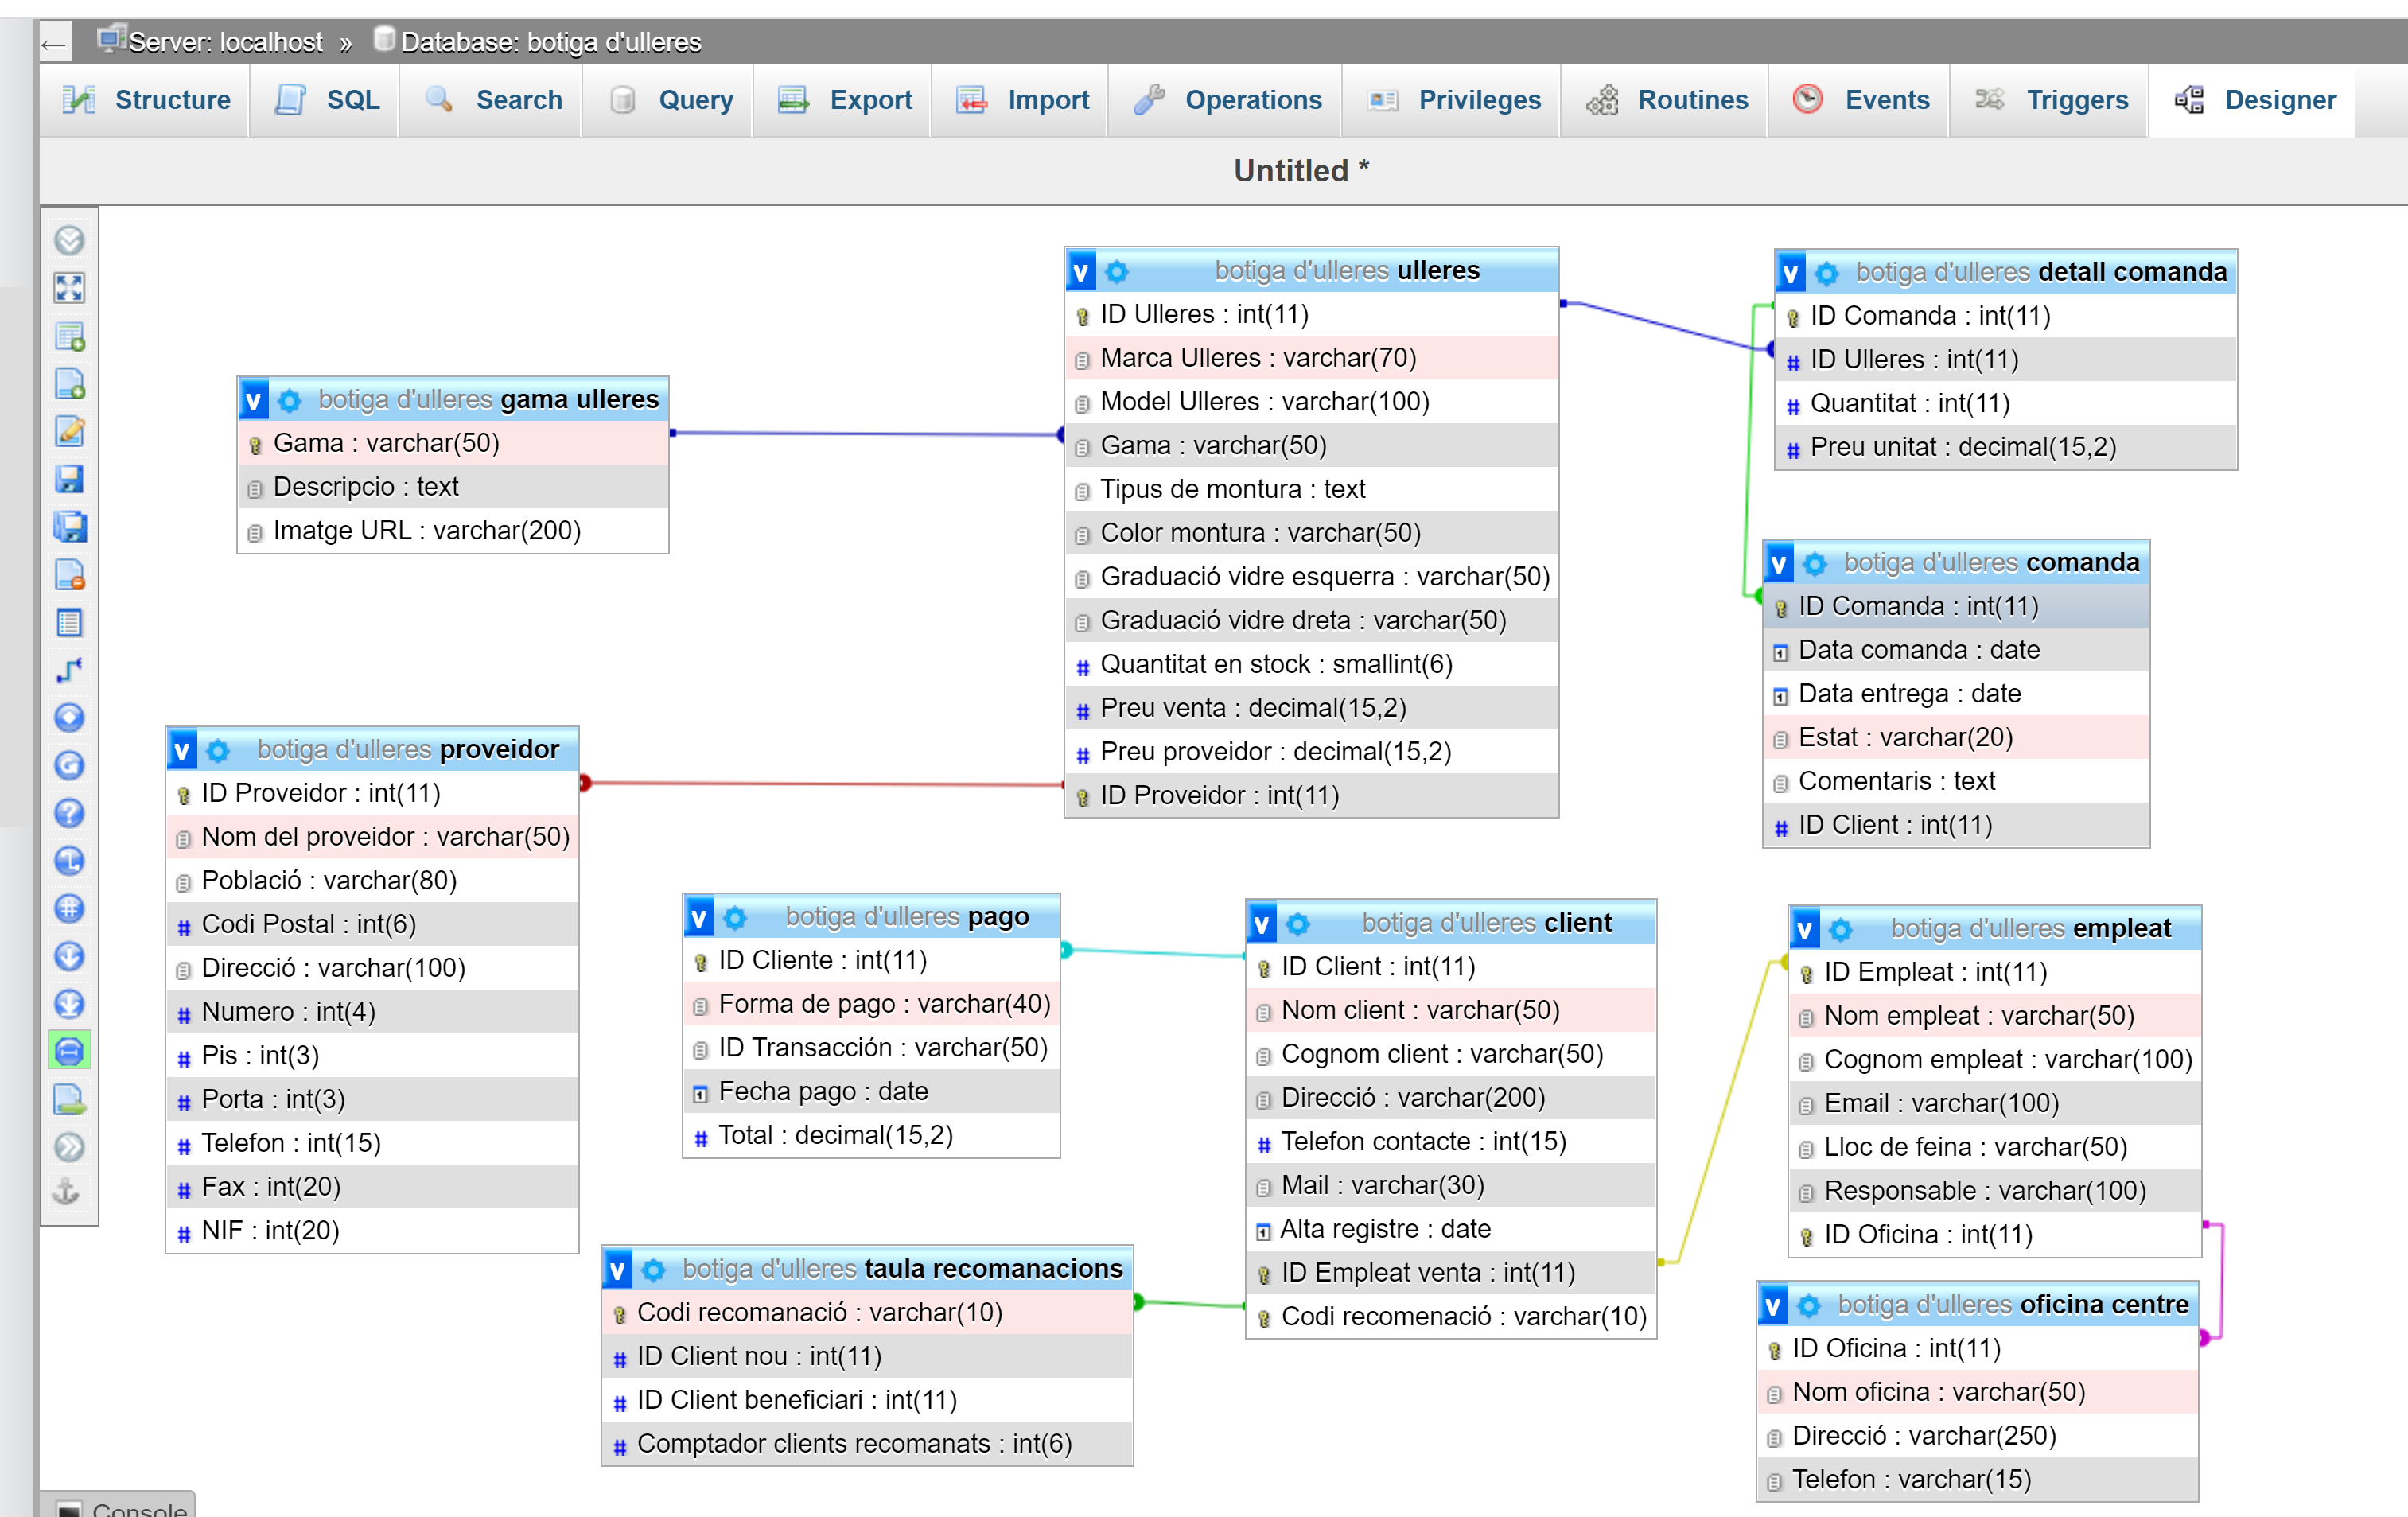 Server: localhost » Database: botiga d'ulleres
Structure SQL Search Query Export Import Operations Privileges Routines Events Triggers Designer
Untitled *
botiga d'ulleres gama ulleres
Gama : varchar(50)
Descripcio : text
Imatge URL : varchar(200)
botiga d'ulleres ulleres
ID Ulleres : int(11)
Marca Ulleres : varchar(70)
Model Ulleres : varchar(100)
Gama : varchar(50)
Tipus de montura : text
Color montura : varchar(50)
Graduació vidre esquerra : varchar(50)
Graduació vidre dreta : varchar(50)
Quantitat en stock : smallint(6)
Preu venta : decimal(15,2)
Preu proveidor : decimal(15,2)
ID Proveidor : int(11)
botiga d'ulleres detall comanda
ID Comanda : int(11)
ID Ulleres : int(11)
Quantitat : int(11)
Preu unitat : decimal(15,2)
botiga d'ulleres comanda
ID Comanda : int(11)
Data comanda : date
Data entrega : date
Estat : varchar(20)
Comentaris : text
ID Client : int(11)
botiga d'ulleres proveidor
ID Proveidor : int(11)
Nom del proveidor : varchar(50)
Població : varchar(80)
Codi Postal : int(6)
Direcció : varchar(100)
Numero : int(4)
Pis : int(3)
Porta : int(3)
Telefon : int(15)
Fax : int(20)
NIF : int(20)
botiga d'ulleres pago
ID Cliente : int(11)
Forma de pago : varchar(40)
ID Transacción : varchar(50)
Fecha pago : date
Total : decimal(15,2)
botiga d'ulleres client
ID Client : int(11)
Nom client : varchar(50)
Cognom client : varchar(50)
Direcció : varchar(200)
Telefon contacte : int(15)
Mail : varchar(30)
Alta registre : date
ID Empleat venta : int(11)
Codi recomenació : varchar(10)
botiga d'ulleres empleat
ID Empleat : int(11)
Nom empleat : varchar(50)
Cognom empleat : varchar(100)
Email : varchar(100)
Lloc de feina : varchar(50)
Responsable : varchar(100)
ID Oficina : int(11)
botiga d'ulleres taula recomanacions
Codi recomanació : varchar(10)
ID Client nou : int(11)
ID Client beneficiari : int(11)
Comptador clients recomanats : int(6)
botiga d'ulleres oficina centre
ID Oficina : int(11)
Nom oficina : varchar(50)
Direcció : varchar(250)
Telefon : varchar(15)
Console